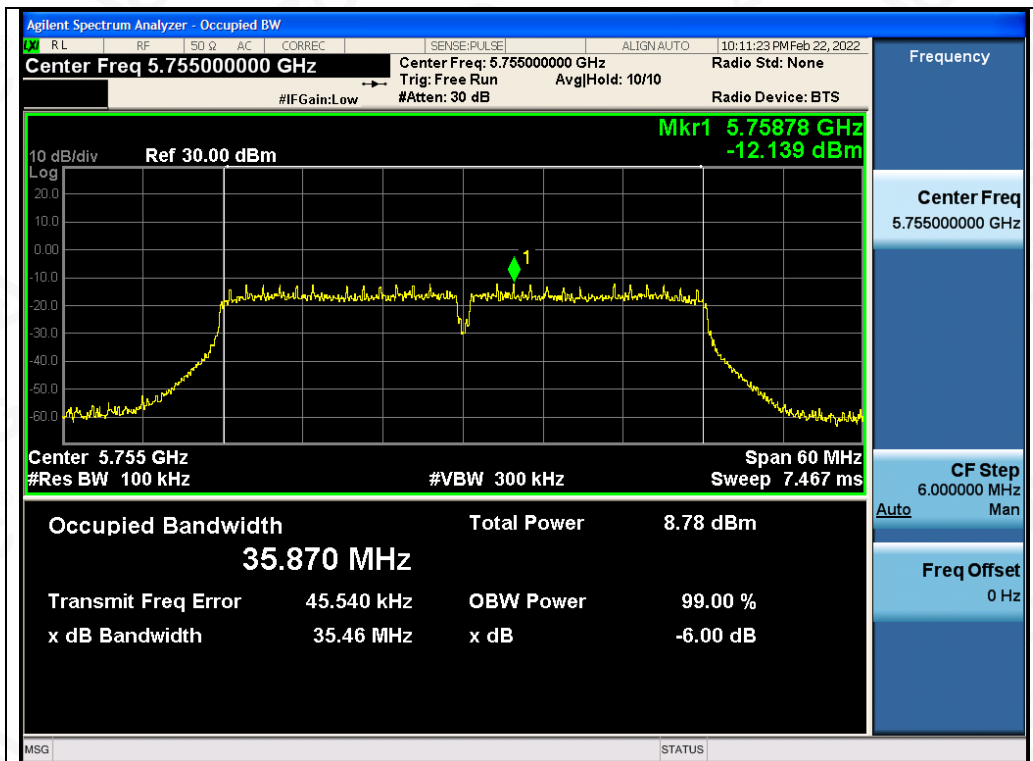 Agilent Spectrum Analyzer - Occupied BW
LXI RL RF 50 Ω AC CORREC SENSE:PULSE ALIGN AUTO 10:11:23 PM Feb 22, 2022
Center Freq 5.755000000 GHz
Center Freq: 5.755000000 GHz
Radio Std: None
Trig: Free Run Avg|Hold: 10/10
#IFGain:Low #Atten: 30 dB Radio Device: BTS
Mkr1 5.75878 GHz
-12.139 dBm
10 dB/div Ref 30.00 dBm
Log
20.0
10.0
0.00
-10.0
-20.0
-30.0
-40.0
-50.0
-60.0
1
Center 5.755 GHz Span 60 MHz
#Res BW 100 kHz #VBW 300 kHz Sweep 7.467 ms
Occupied Bandwidth Total Power 8.78 dBm
35.870 MHz
Transmit Freq Error 45.540 kHz OBW Power 99.00 %
x dB Bandwidth 35.46 MHz x dB -6.00 dB
MSG STATUS
Frequency
Center Freq
5.755000000 GHz
CF Step
6.000000 MHz
Auto Man
Freq Offset
0 Hz